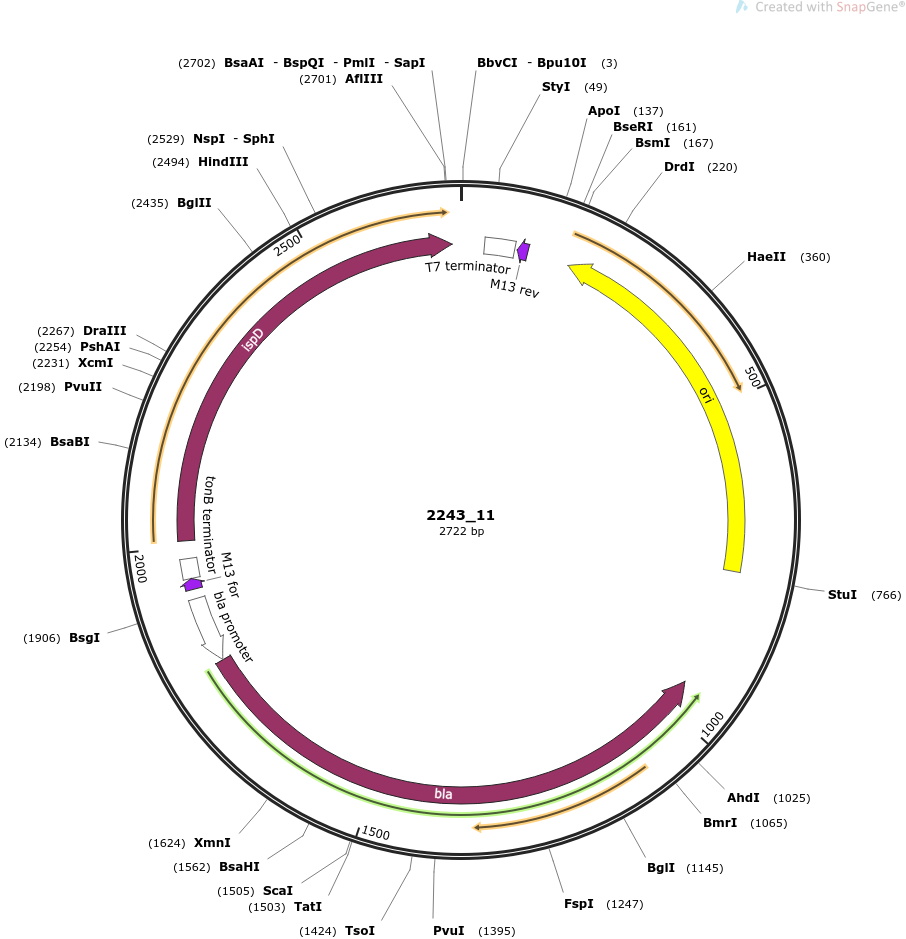 Created with SnapGene®
(2702) BsaAI - BspQI - PmlI - SapI
(2701) AflIII
BbvCI - Bpu10I (3)
StyI (49)
ApoI (137)
BseRI (161)
BsmI (167)
DrdI (220)
(2529) NspI - SphI
(2494) HindIII
(2435) BglII
HaeII (360)
(2267) DraIII
(2254) PshAI
(2231) XcmI
(2198) PvuII
(2134) BsaBI
2500
T7 terminator
M13 rev
ispD
500
ori
2243_11
2722 bp
tonB terminator
M13 for
bla promoter
2000
StuI (766)
(1906) BsgI
1000
bla
1500
AhdI (1025)
BmrI (1065)
BglI (1145)
FspI (1247)
PvuI (1395)
(1424) TsoI
(1503) TatI
(1505) ScaI
(1562) BsaHI
(1624) XmnI